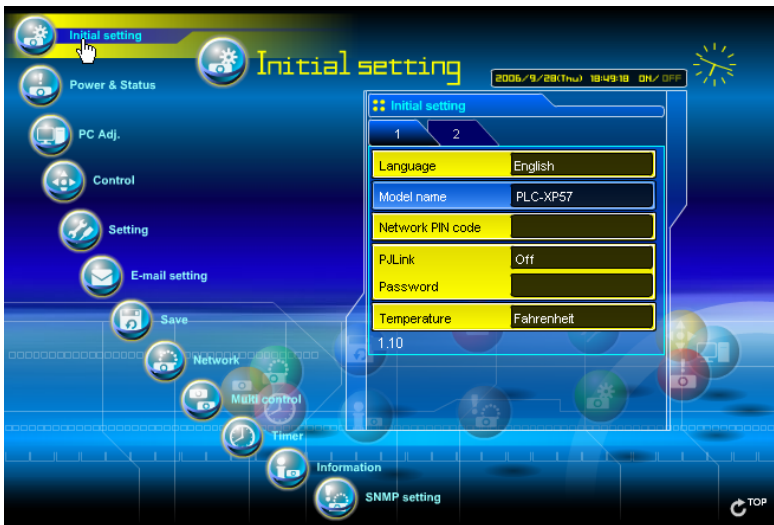 Initial setting
Initial setting
2006/9/28(Thu) 18:49:18 ON/OFF
Power & Status
Initial setting
PC Adj.
1 2
Language English
Control
Model name PLC-XP57
Network PIN code
Setting
PJLink Off
E-mail setting
Password
Save
Temperature Fahrenheit
1.10
Network
Multi control
Timer
Information
SNMP setting
TOP